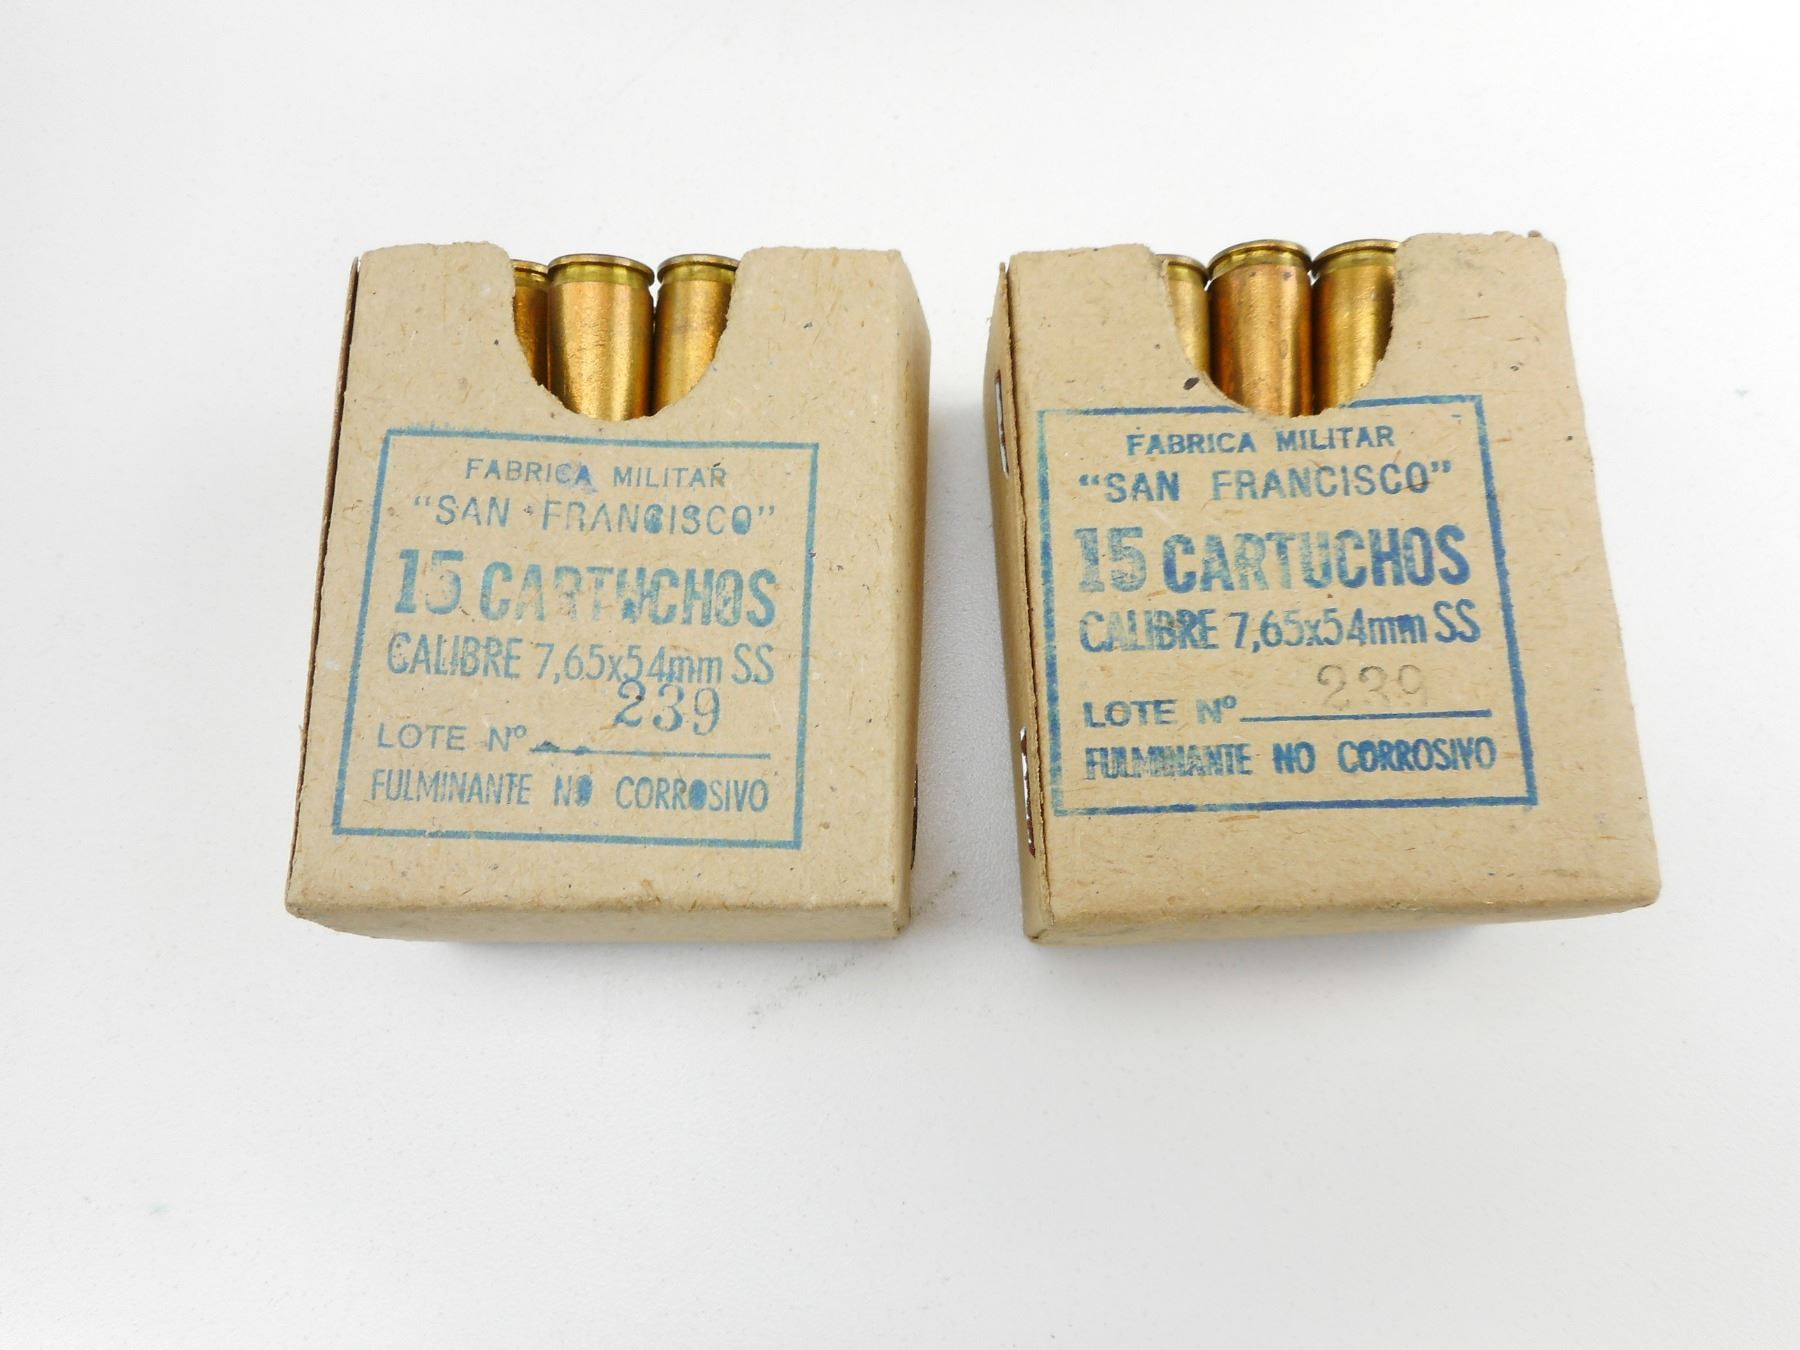 FABRICA MILITAR
"SAN FRANCISCO"
15 CARTUCHOS
CALIBRE 7,65x54mm SS
239
LOTE Nº
FULMINANTE NO CORROSIVO
FABRICA MILITAR
"SAN FRANCISCO"
15 CARTUCHOS
CALIBRE 7,65x54mm SS
239
LOTE Nº
FULMINANTE NO CORROSIVO